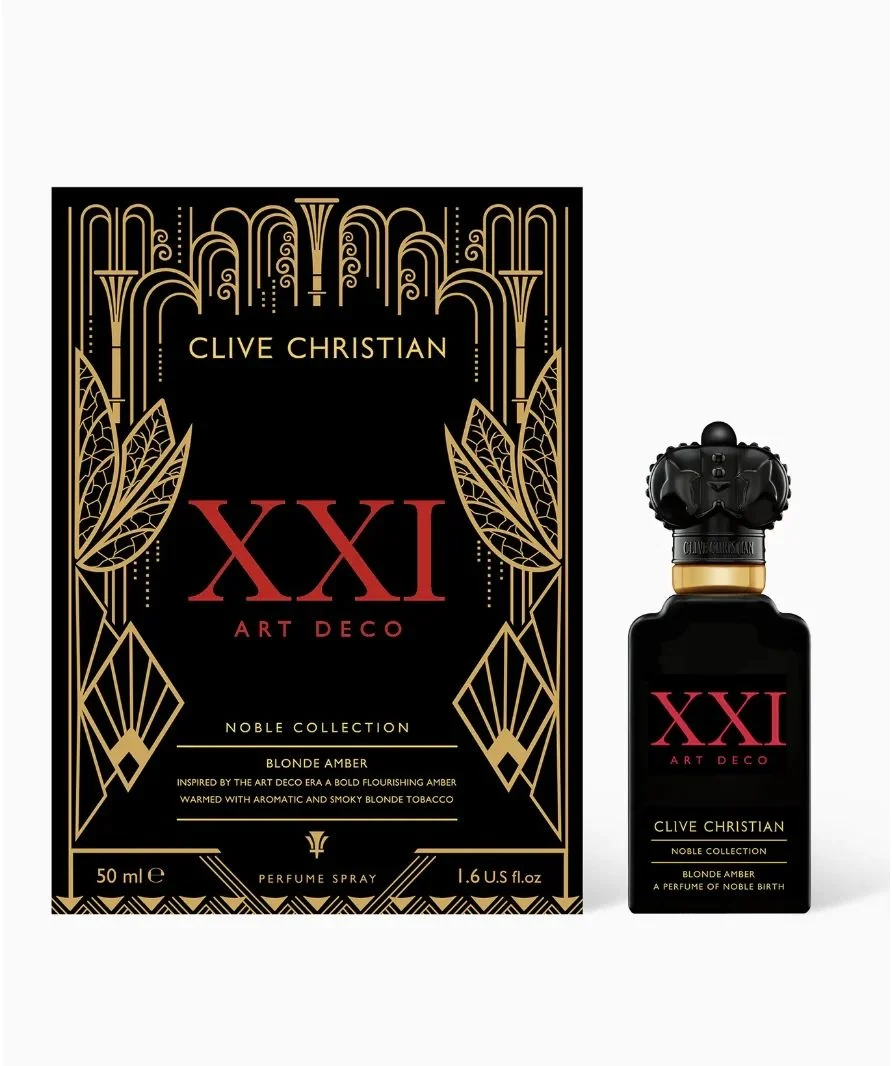 CLIVE CHRISTIAN
XXI
ART DECO
NOBLE COLLECTION
BLONDE AMBER
INSPIRED BY THE ART DECO ERA A BOLD FLOURISHING AMBER
WARMED WITH AROMATIC AND SMOKY BLONDE TOBACCO
50 ml ℮
PERFUME SPRAY
1.6 U.S fl.oz
CLIVE CHRISTIAN
XXI
ART DECO
CLIVE CHRISTIAN
NOBLE COLLECTION
BLONDE AMBER
A PERFUME OF NOBLE BIRTH